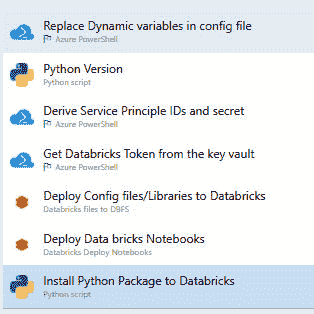 Replace Dynamic variables in config file
Azure PowerShell
Python Version
Python script
Derive Service Principle IDs and secret
Azure PowerShell
Get Databricks Token from the key vault
Azure PowerShell
Deploy Config files/Libraries to Databricks
Databricks files to DBFS
Deploy Data bricks Notebooks
Databricks Deploy Notebooks
Install Python Package to Databricks
Python script